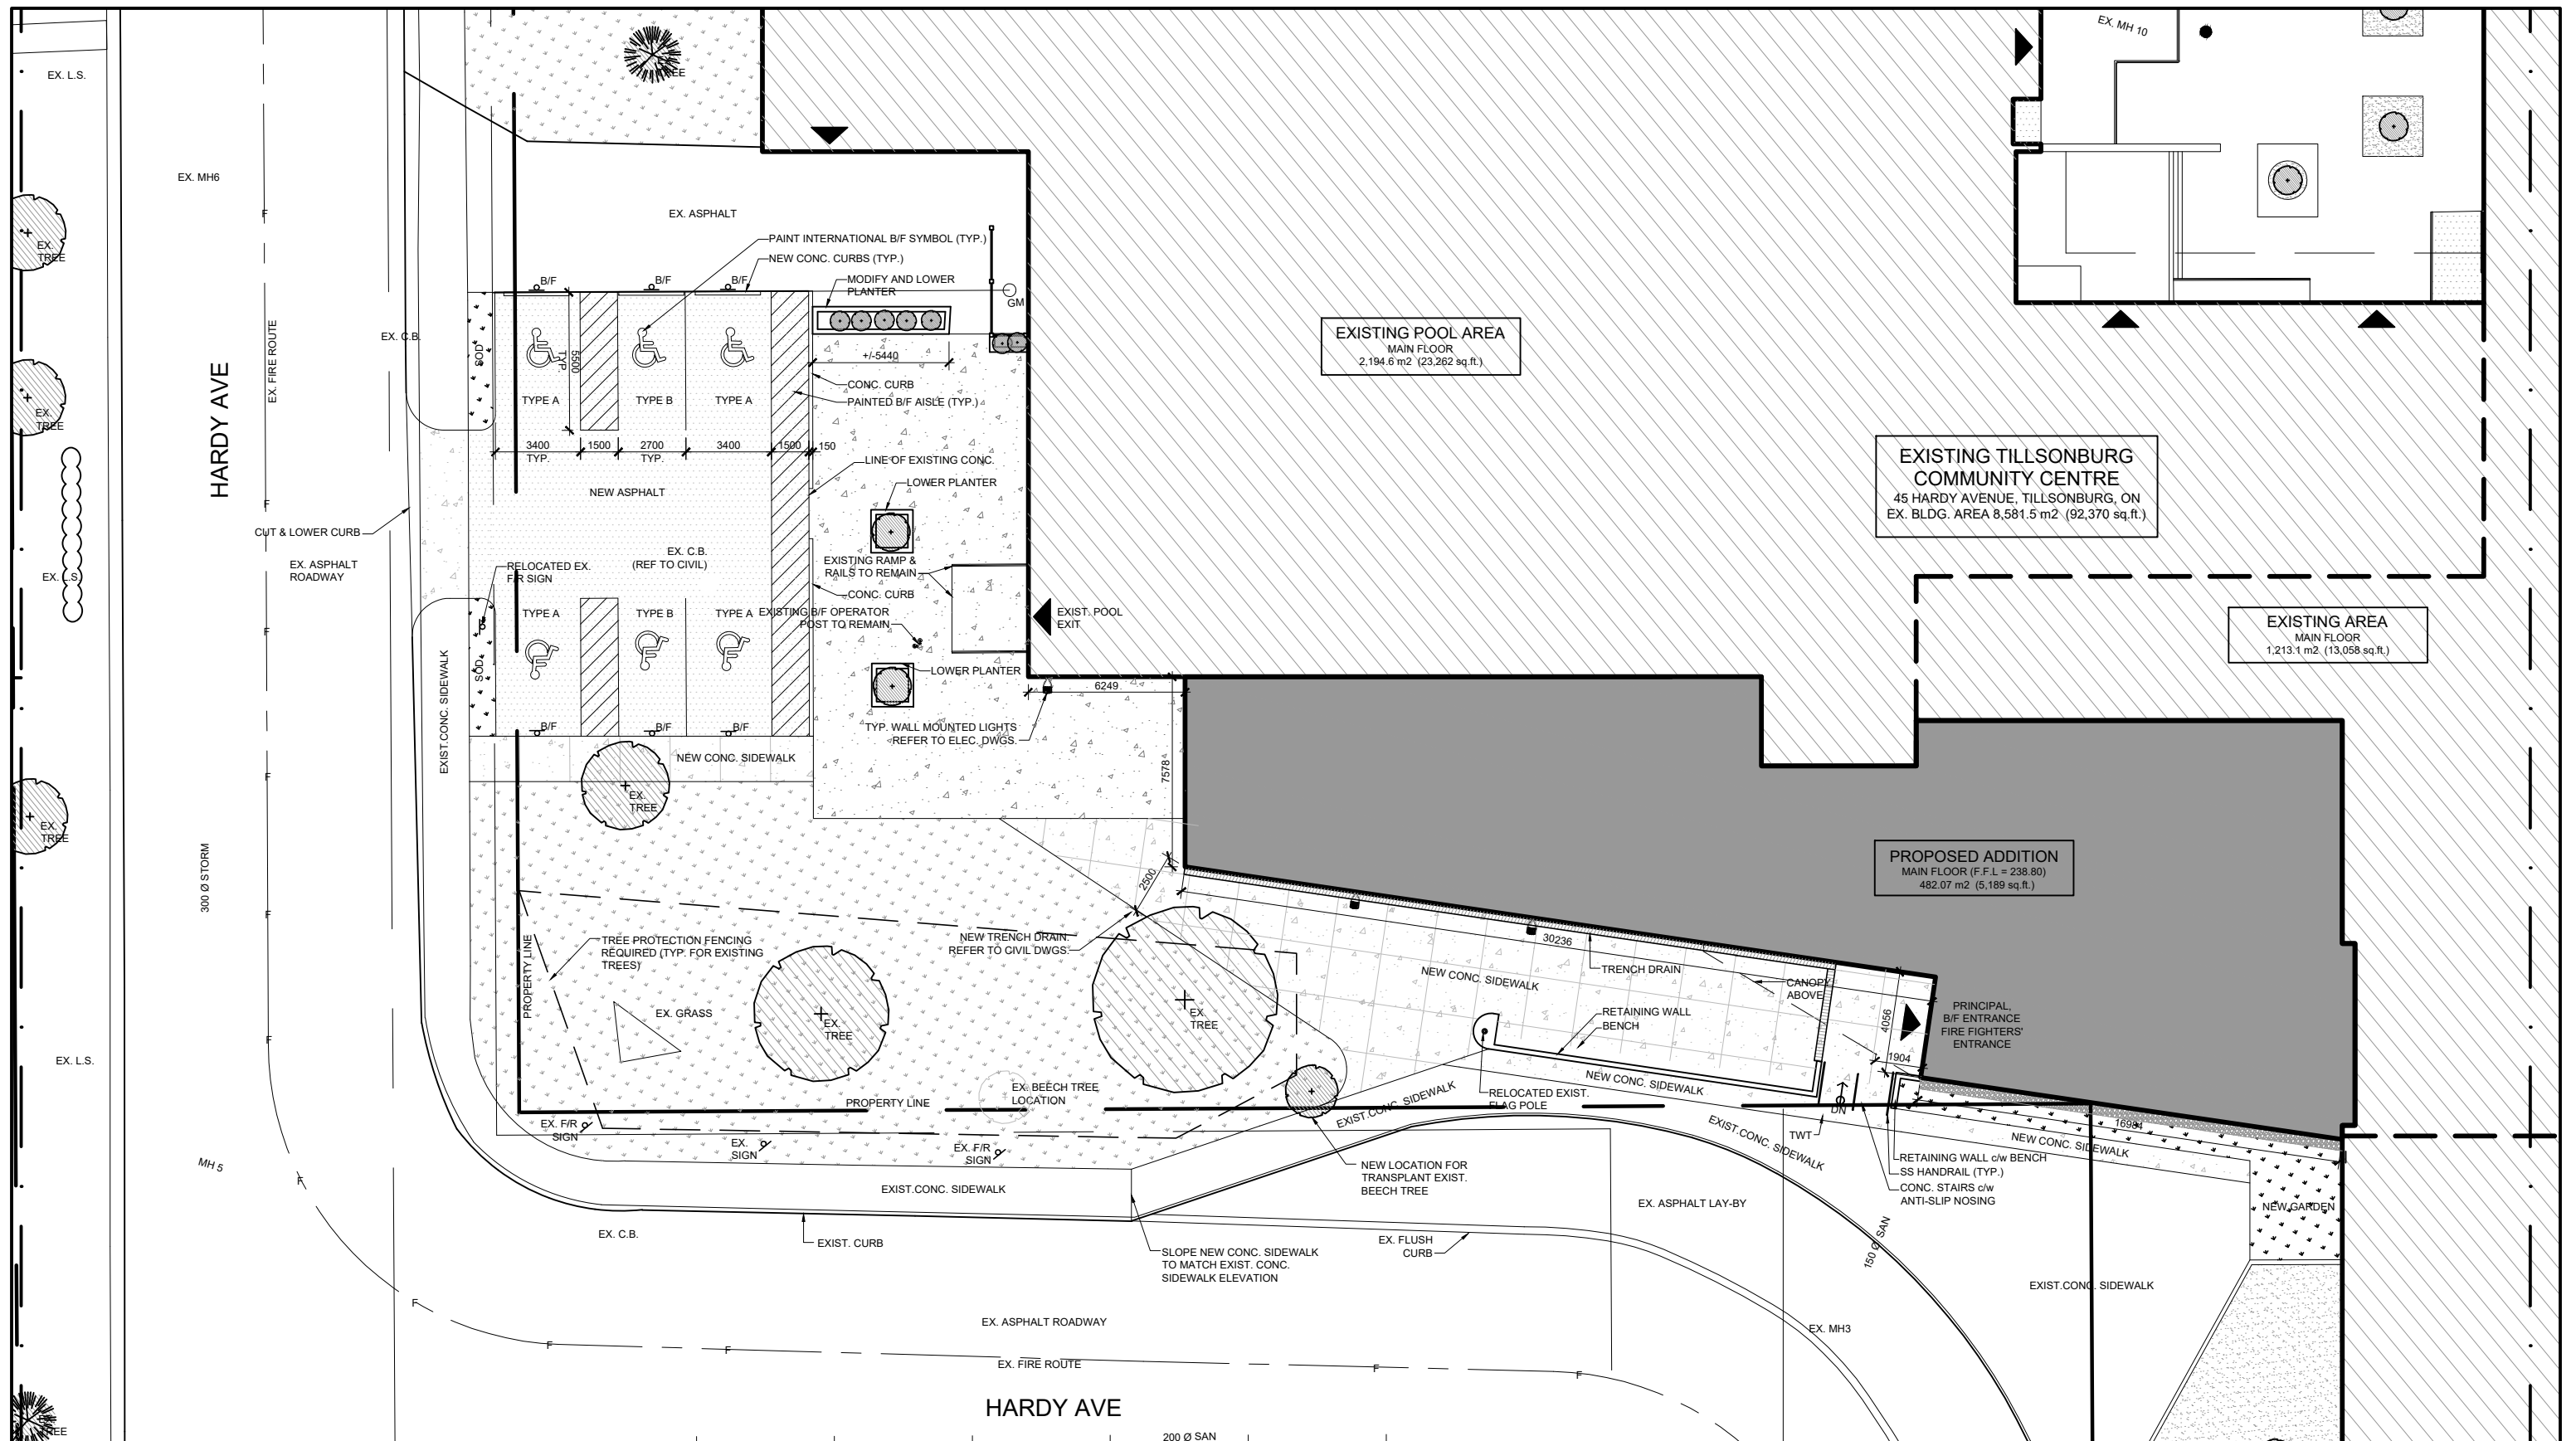 EX. MH 10
EX. L.S.
EX. TREE
EX. MH6
F
EX. ASPHALT
PAINT INTERNATIONAL B/F SYMBOL (TYP.)
NEW CONC. CURBS (TYP.)
MODIFY AND LOWER
PLANTER
EX.
TREE
B/F
B/F
B/F
GM
HARDY AVE
EX. FIRE ROUTE
EX. C.B.
SOD
5500
TYP.
+/-5440
CONC. CURB
PAINTED B/F AISLE (TYP.)
TYPE A
TYPE B
TYPE A
EX.
TREE
3400
TYP.
1500
2700
TYP.
3400
1500
150
LINE OF EXISTING CONC.
LOWER PLANTER
NEW ASPHALT
F
CUT & LOWER CURB
EX. ASPHALT
ROADWAY
EX. L.S.
EX. C.B.
(REF TO CIVIL)
RELOCATED EX.
F/R SIGN
EXISTING RAMP &
RAILS TO REMAIN
CONC. CURB
TYPE A
TYPE B
TYPE A
EXISTING B/F OPERATOR
POST TO REMAIN
EXIST. POOL
EXIT
F
SOD
LOWER PLANTER
EXIST.CONC. SIDEWALK
B/F
B/F
B/F
6249
TYP. WALL MOUNTED LIGHTS
REFER TO ELEC. DWGS.
NEW CONC. SIDEWALK
7578
F
EX.
TREE
EX.
TREE
EXISTING POOL AREA
MAIN FLOOR
2,194.6 m2 (23,262 sq.ft.)
EXISTING TILLSONBURG
COMMUNITY CENTRE
45 HARDY AVENUE, TILLSONBURG, ON
EX. BLDG. AREA 8,581.5 m2 (92,370 sq.ft.)
EXISTING AREA
MAIN FLOOR
1,213.1 m2 (13,058 sq.ft.)
PROPOSED ADDITION
MAIN FLOOR (F.F.L = 238.80)
482.07 m2 (5,189 sq.ft.)
300 Ø STORM
2500
F
PROPERTY LINE
TREE PROTECTION FENCING
REQUIRED (TYP. FOR EXISTING
TREES)
NEW TRENCH DRAIN.
REFER TO CIVIL DWGS.
30236
NEW CONC. SIDEWALK
TRENCH DRAIN
CANOPY
ABOVE
EX. GRASS
EX.
TREE
EX.
TREE
RETAINING WALL
BENCH
4056
PRINCIPAL,
B/F ENTRANCE
FIRE FIGHTERS'
ENTRANCE
F
EX. L.S.
1904
EX. BEECH TREE
LOCATION
PROPERTY LINE
EXIST.CONC. SIDEWALK
RELOCATED EXIST.
FLAG POLE
NEW CONC. SIDEWALK
DN
EX. F/R
SIGN
EX.
SIGN
EX. F/R
SIGN
EXIST.CONC. SIDEWALK
TWT
16984
NEW CONC. SIDEWALK
MH 5
F
NEW LOCATION FOR
TRANSPLANT EXIST.
BEECH TREE
RETAINING WALL c/w BENCH
SS HANDRAIL (TYP.)
CONC. STAIRS c/w
ANTI-SLIP NOSING
EXIST.CONC. SIDEWALK
EX. ASPHALT LAY-BY
NEW GARDEN
EX. C.B.
EXIST. CURB
EX. FLUSH
CURB
150 Ø SAN
SLOPE NEW CONC. SIDEWALK
TO MATCH EXIST. CONC.
SIDEWALK ELEVATION
EXIST.CONC. SIDEWALK
F
EX. ASPHALT ROADWAY
EX. MH3
F
F
EX. FIRE ROUTE
F
F
HARDY AVE
TREE
200 Ø SAN